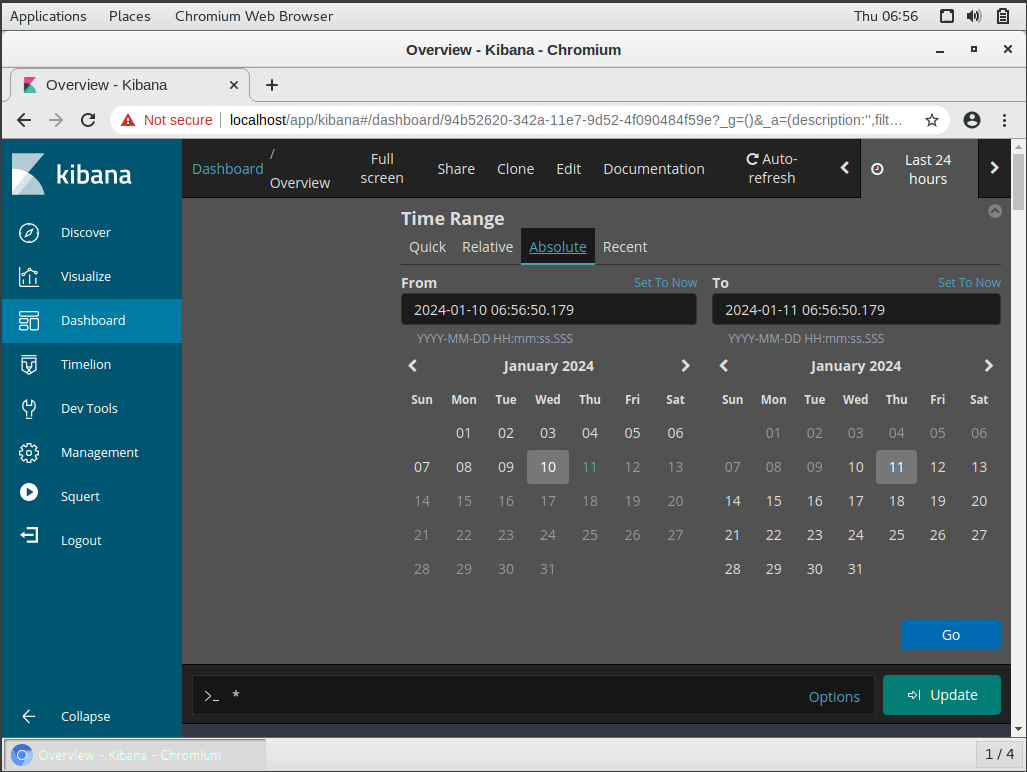 Applications Places Chromium Web Browser Thu 06:56
Overview - Kibana - Chromium
Overview - Kibana
Not secure localhost/app/kibana#/dashboard/94b52620-342a-11e7-9d52-4f090484f59e?_g=()&_a=(description:'',filt…
kibana
Discover
Visualize
Dashboard
Timelion
Dev Tools
Management
Squert
Logout
Collapse
Dashboard / Overview
Full screen
Share
Clone
Edit
Documentation
Auto-refresh
Last 24 hours
Time Range
Quick Relative Absolute Recent
From Set To Now
2024-01-10 06:56:50.179
YYYY-MM-DD HH:mm:ss.SSS
January 2024
Sun Mon Tue Wed Thu Fri Sat
01 02 03 04 05 06
07 08 09 10 11 12 13
14 15 16 17 18 19 20
21 22 23 24 25 26 27
28 29 30 31
To Set To Now
2024-01-11 06:56:50.179
YYYY-MM-DD HH:mm:ss.SSS
January 2024
Sun Mon Tue Wed Thu Fri Sat
01 02 03 04 05 06
07 08 09 10 11 12 13
14 15 16 17 18 19 20
21 22 23 24 25 26 27
28 29 30 31
Go
>_ * Options
Update
Overview - Kibana - Chromium
1 / 4